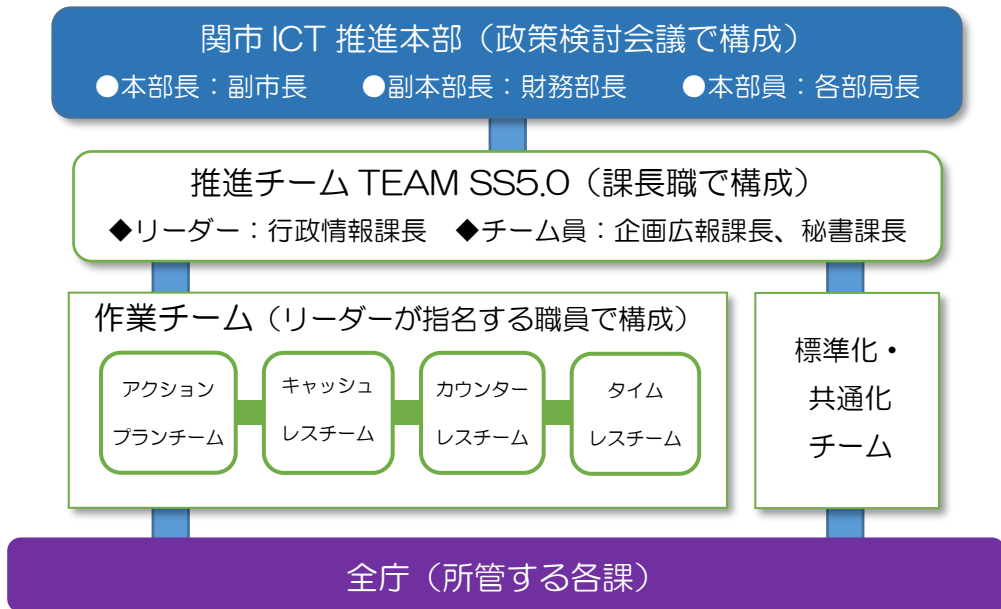 関市 ICT 推進本部（政策検討会議で構成）
●本部長：副市長　●副本部長：財務部長　●本部員：各部局長
推進チーム TEAM SS5.0（課長職で構成）
◆リーダー：行政情報課長　◆チーム員：企画広報課長、秘書課長
作業チーム（リーダーが指名する職員で構成）
アクション
プランチーム
キャッシュ
レスチーム
カウンター
レスチーム
タイム
レスチーム
標準化・
共通化
チーム
全庁（所管する各課）